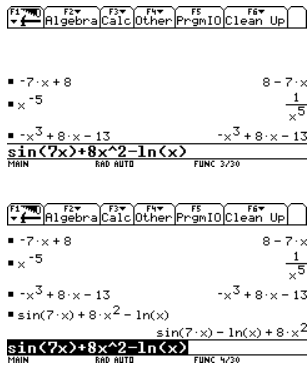 F1 F2▾ F3▾ F4▾ F5 F6▾
Algebra Calc Other PrgmIO Clean Up
▪ -7·x + 8 8 - 7·x
▪ x^-5 1/x^5
▪ -x^3 + 8·x - 13 -x^3 + 8·x - 13
sin(7x)+8x^2-ln(x)
MAIN RAD AUTO FUNC 3/30
F1 F2▾ F3▾ F4▾ F5 F6▾
Algebra Calc Other PrgmIO Clean Up
▪ -7·x + 8 8 - 7·x
▪ x^-5 1/x^5
▪ -x^3 + 8·x - 13 -x^3 + 8·x - 13
▪ sin(7·x) + 8·x^2 - ln(x)
sin(7·x) - ln(x) + 8·x^2
sin(7x)+8x^2-ln(x)
MAIN RAD AUTO FUNC 4/30